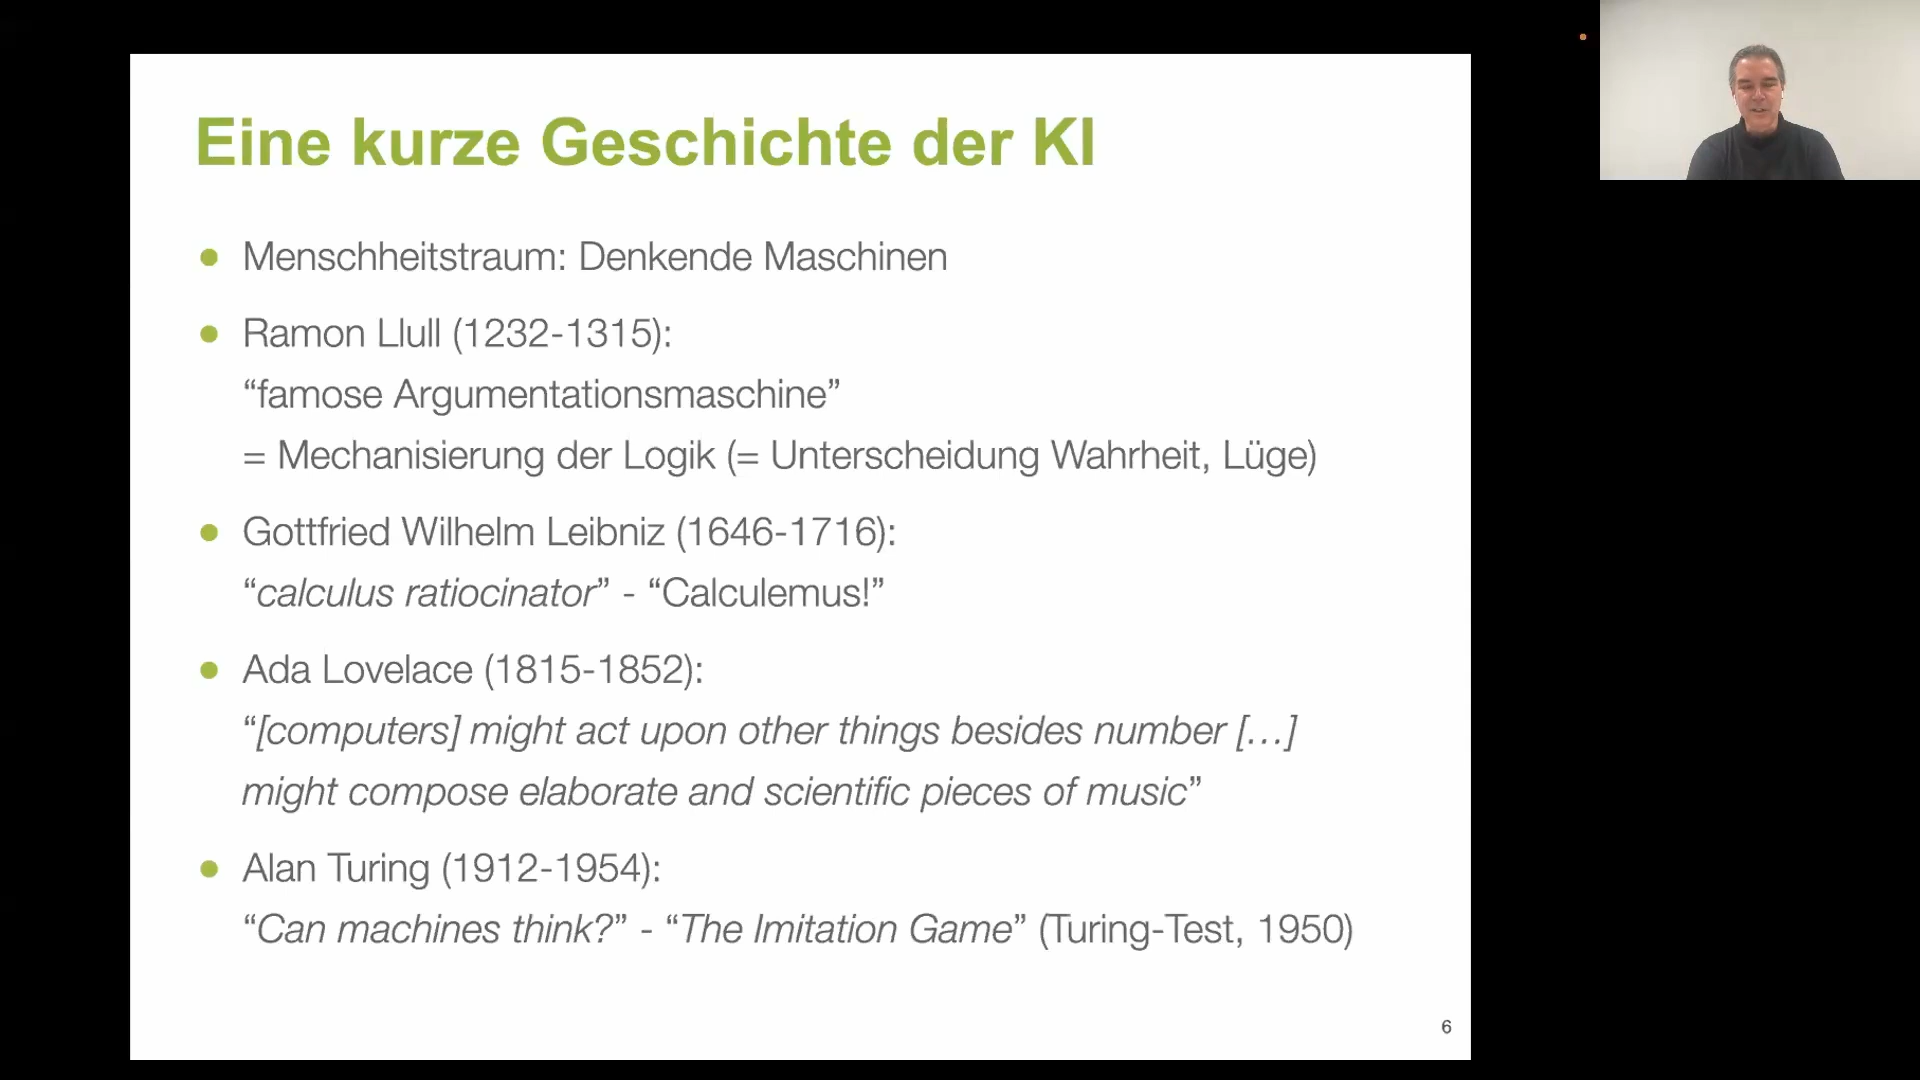 Eine kurze Geschichte der KI
● Menschheitstraum: Denkende Maschinen
● Ramon Llull (1232-1315):
“famose Argumentationsmaschine”
= Mechanisierung der Logik (= Unterscheidung Wahrheit, Lüge)
● Gottfried Wilhelm Leibniz (1646-1716):
“calculus ratiocinator” - “Calculemus!”
● Ada Lovelace (1815-1852):
“[computers] might act upon other things besides number […]
might compose elaborate and scientific pieces of music”
● Alan Turing (1912-1954):
“Can machines think?” - “The Imitation Game” (Turing-Test, 1950)
6